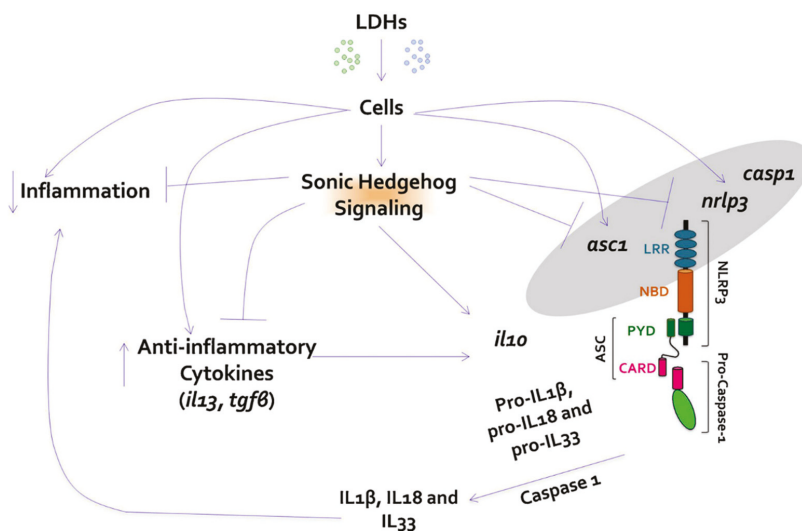 LDHs
Cells
Inflammation
Sonic Hedgehog
Signaling
casp1
nrlp3
asc1
LRR
NBD
PYD
CARD
NLRP3
ASC
Pro-Caspase-1
il10
Anti-inflammatory
Cytokines
(il13, tgfβ)
Pro-IL1β,
pro-IL18 and
pro-IL33
Caspase 1
IL1β, IL18 and
IL33